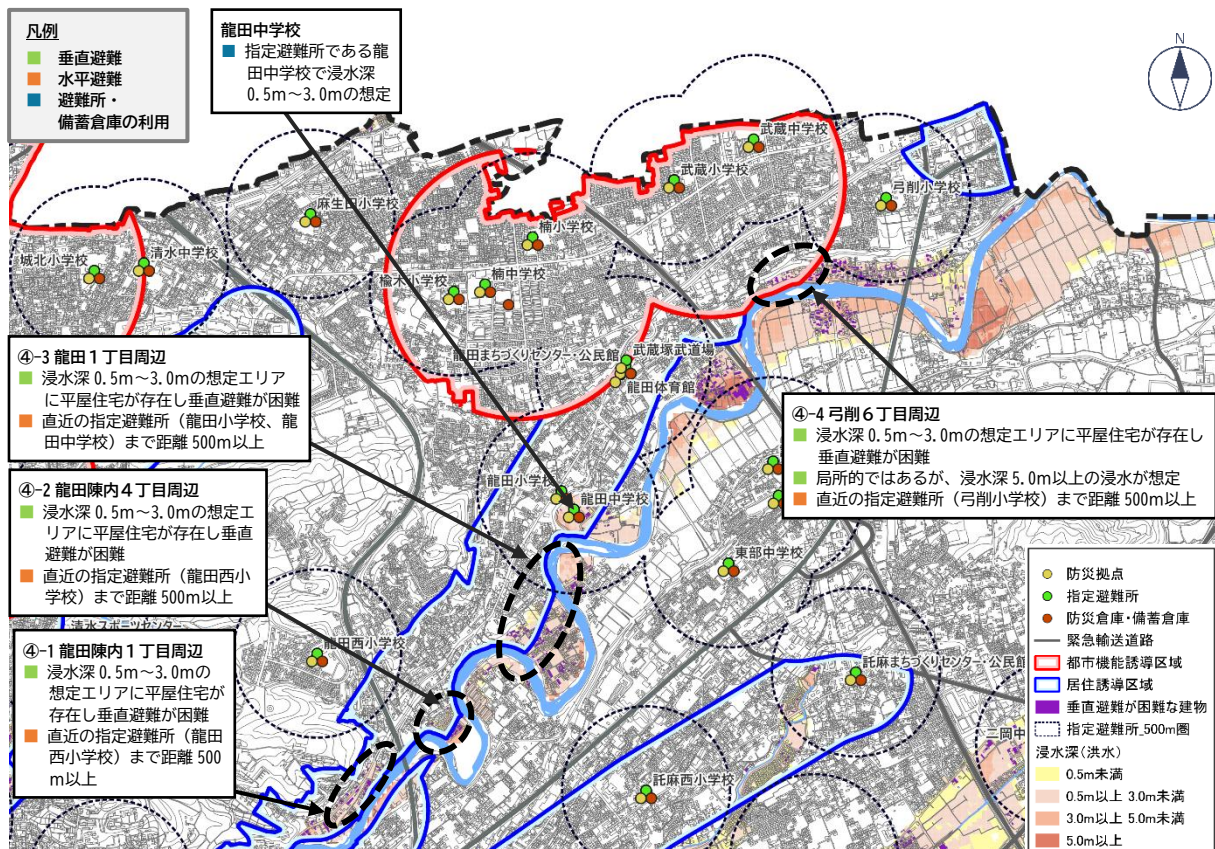 凡例
垂直避難
水平避難
避難所・
備蓄倉庫の利用
龍田中学校
指定避難所である龍
田中学校で浸水深
0.5m～3.0mの想定
N
武蔵中学校
武蔵小学校
弓削小学校
麻生田小学校
楠小学校
清水中学校
城北小学校
楠中学校
楡木小学校
④-3 龍田１丁目周辺
浸水深 0.5m～3.0mの想定エリア
に平屋住宅が存在し垂直避難が困難
直近の指定避難所（龍田小学校、龍
田中学校）まで距離 500m以上
龍田まちづくりセンター・公民館
武蔵塚武道場
龍田体育館
④-4 弓削６丁目周辺
浸水深 0.5m～3.0mの想定エリアに平屋住宅が存在し
垂直避難が困難
局所的ではあるが、浸水深 5.0m以上の浸水が想定
直近の指定避難所（弓削小学校）まで距離 500m以上
④-2 龍田陳内４丁目周辺
浸水深 0.5m～3.0mの想定エ
リアに平屋住宅が存在し垂直
避難が困難
直近の指定避難所（龍田西小
学校）まで距離 500m以上
龍田小学校
龍田中学校
東部中学校
清水スポーツセンター
龍田西小学校
④-1 龍田陳内１丁目周辺
浸水深 0.5m～3.0mの
想定エリアに平屋住宅が
存在し垂直避難が困難
直近の指定避難所（龍田
西小学校）まで距離 500
m以上
託麻まちづくりセンター・公民館
託麻西小学校
二岡中
防災拠点
指定避難所
防災倉庫・備蓄倉庫
緊急輸送道路
都市機能誘導区域
居住誘導区域
垂直避難が困難な建物
指定避難所_500m圏
浸水深（洪水）
0.5m未満
0.5m以上 3.0m未満
3.0m以上 5.0m未満
5.0m以上